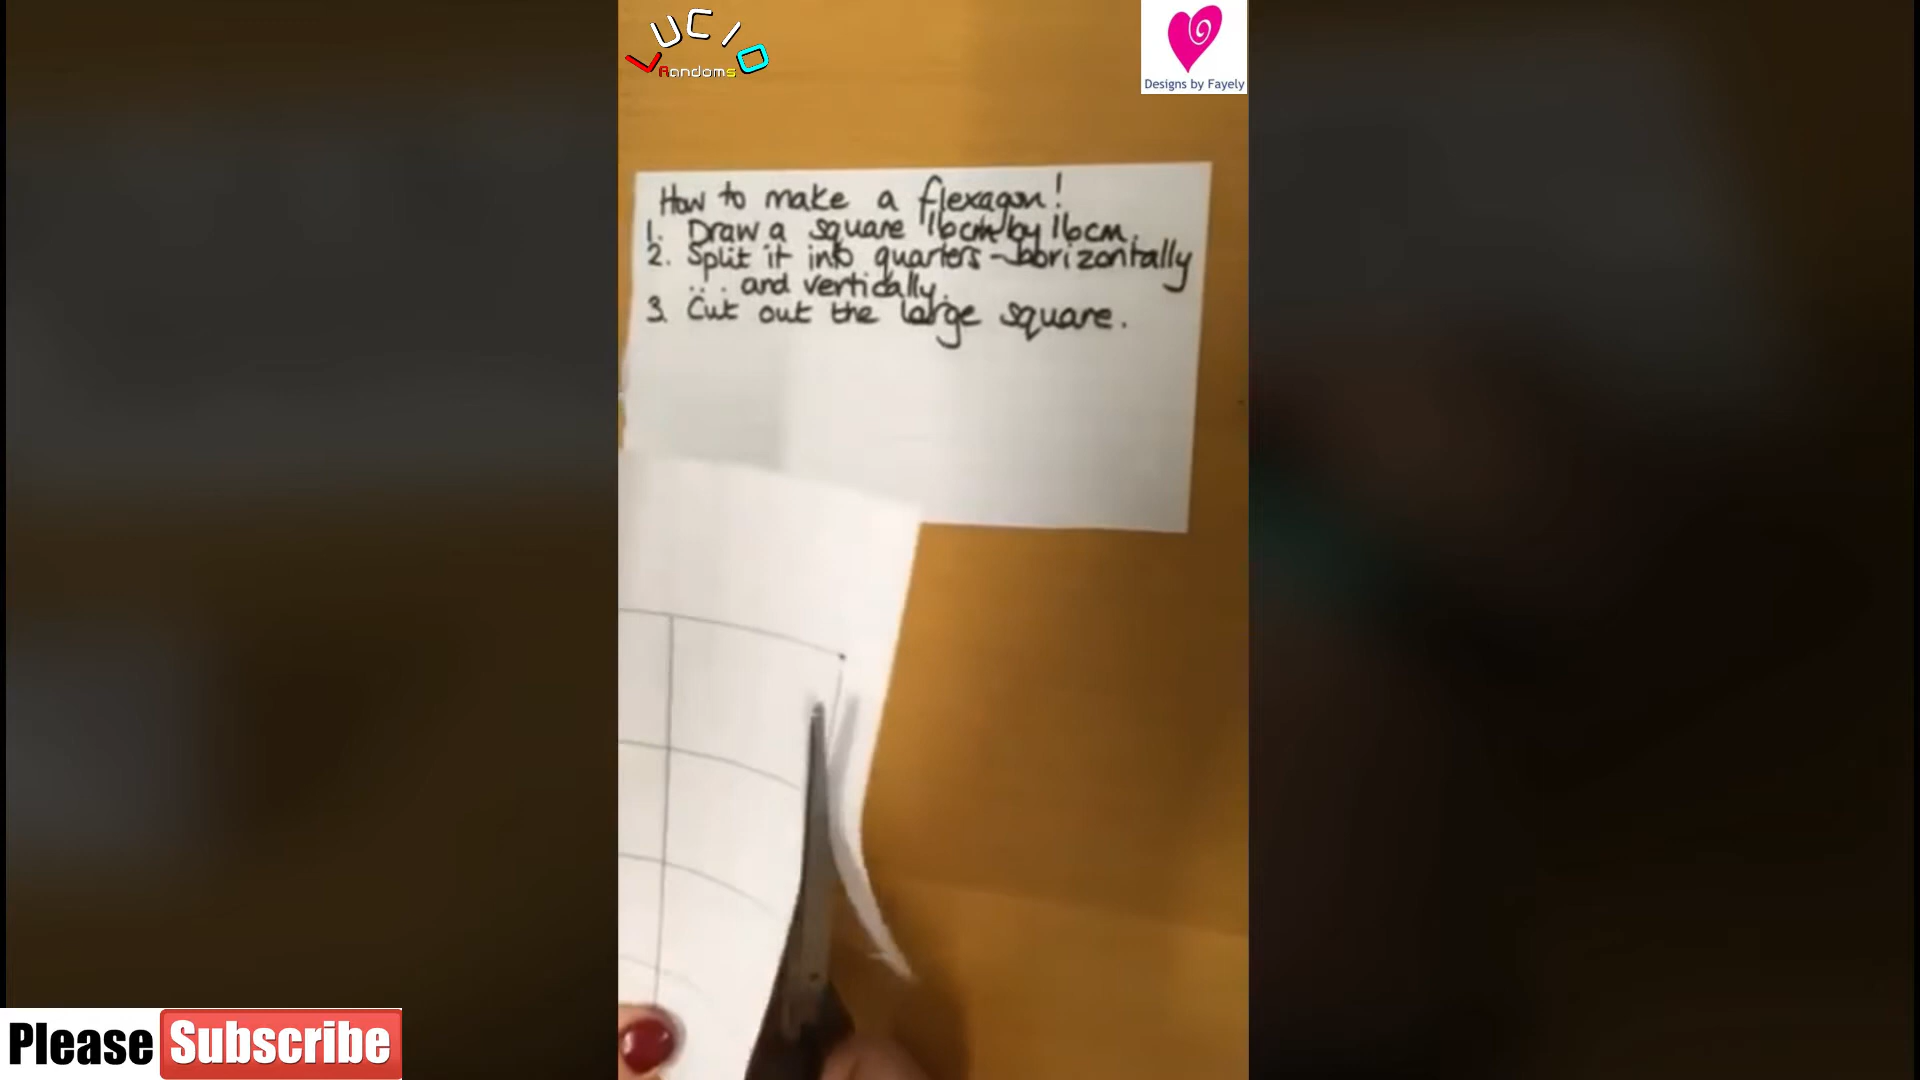 LUCIO
Randoms
Designs by Fayely
How to make a flexagon!
1. Draw a square 16cm by 16cm.
2. Split it into quarters - horizontally
... and vertically.
3. Cut out the large square.
Please Subscribe